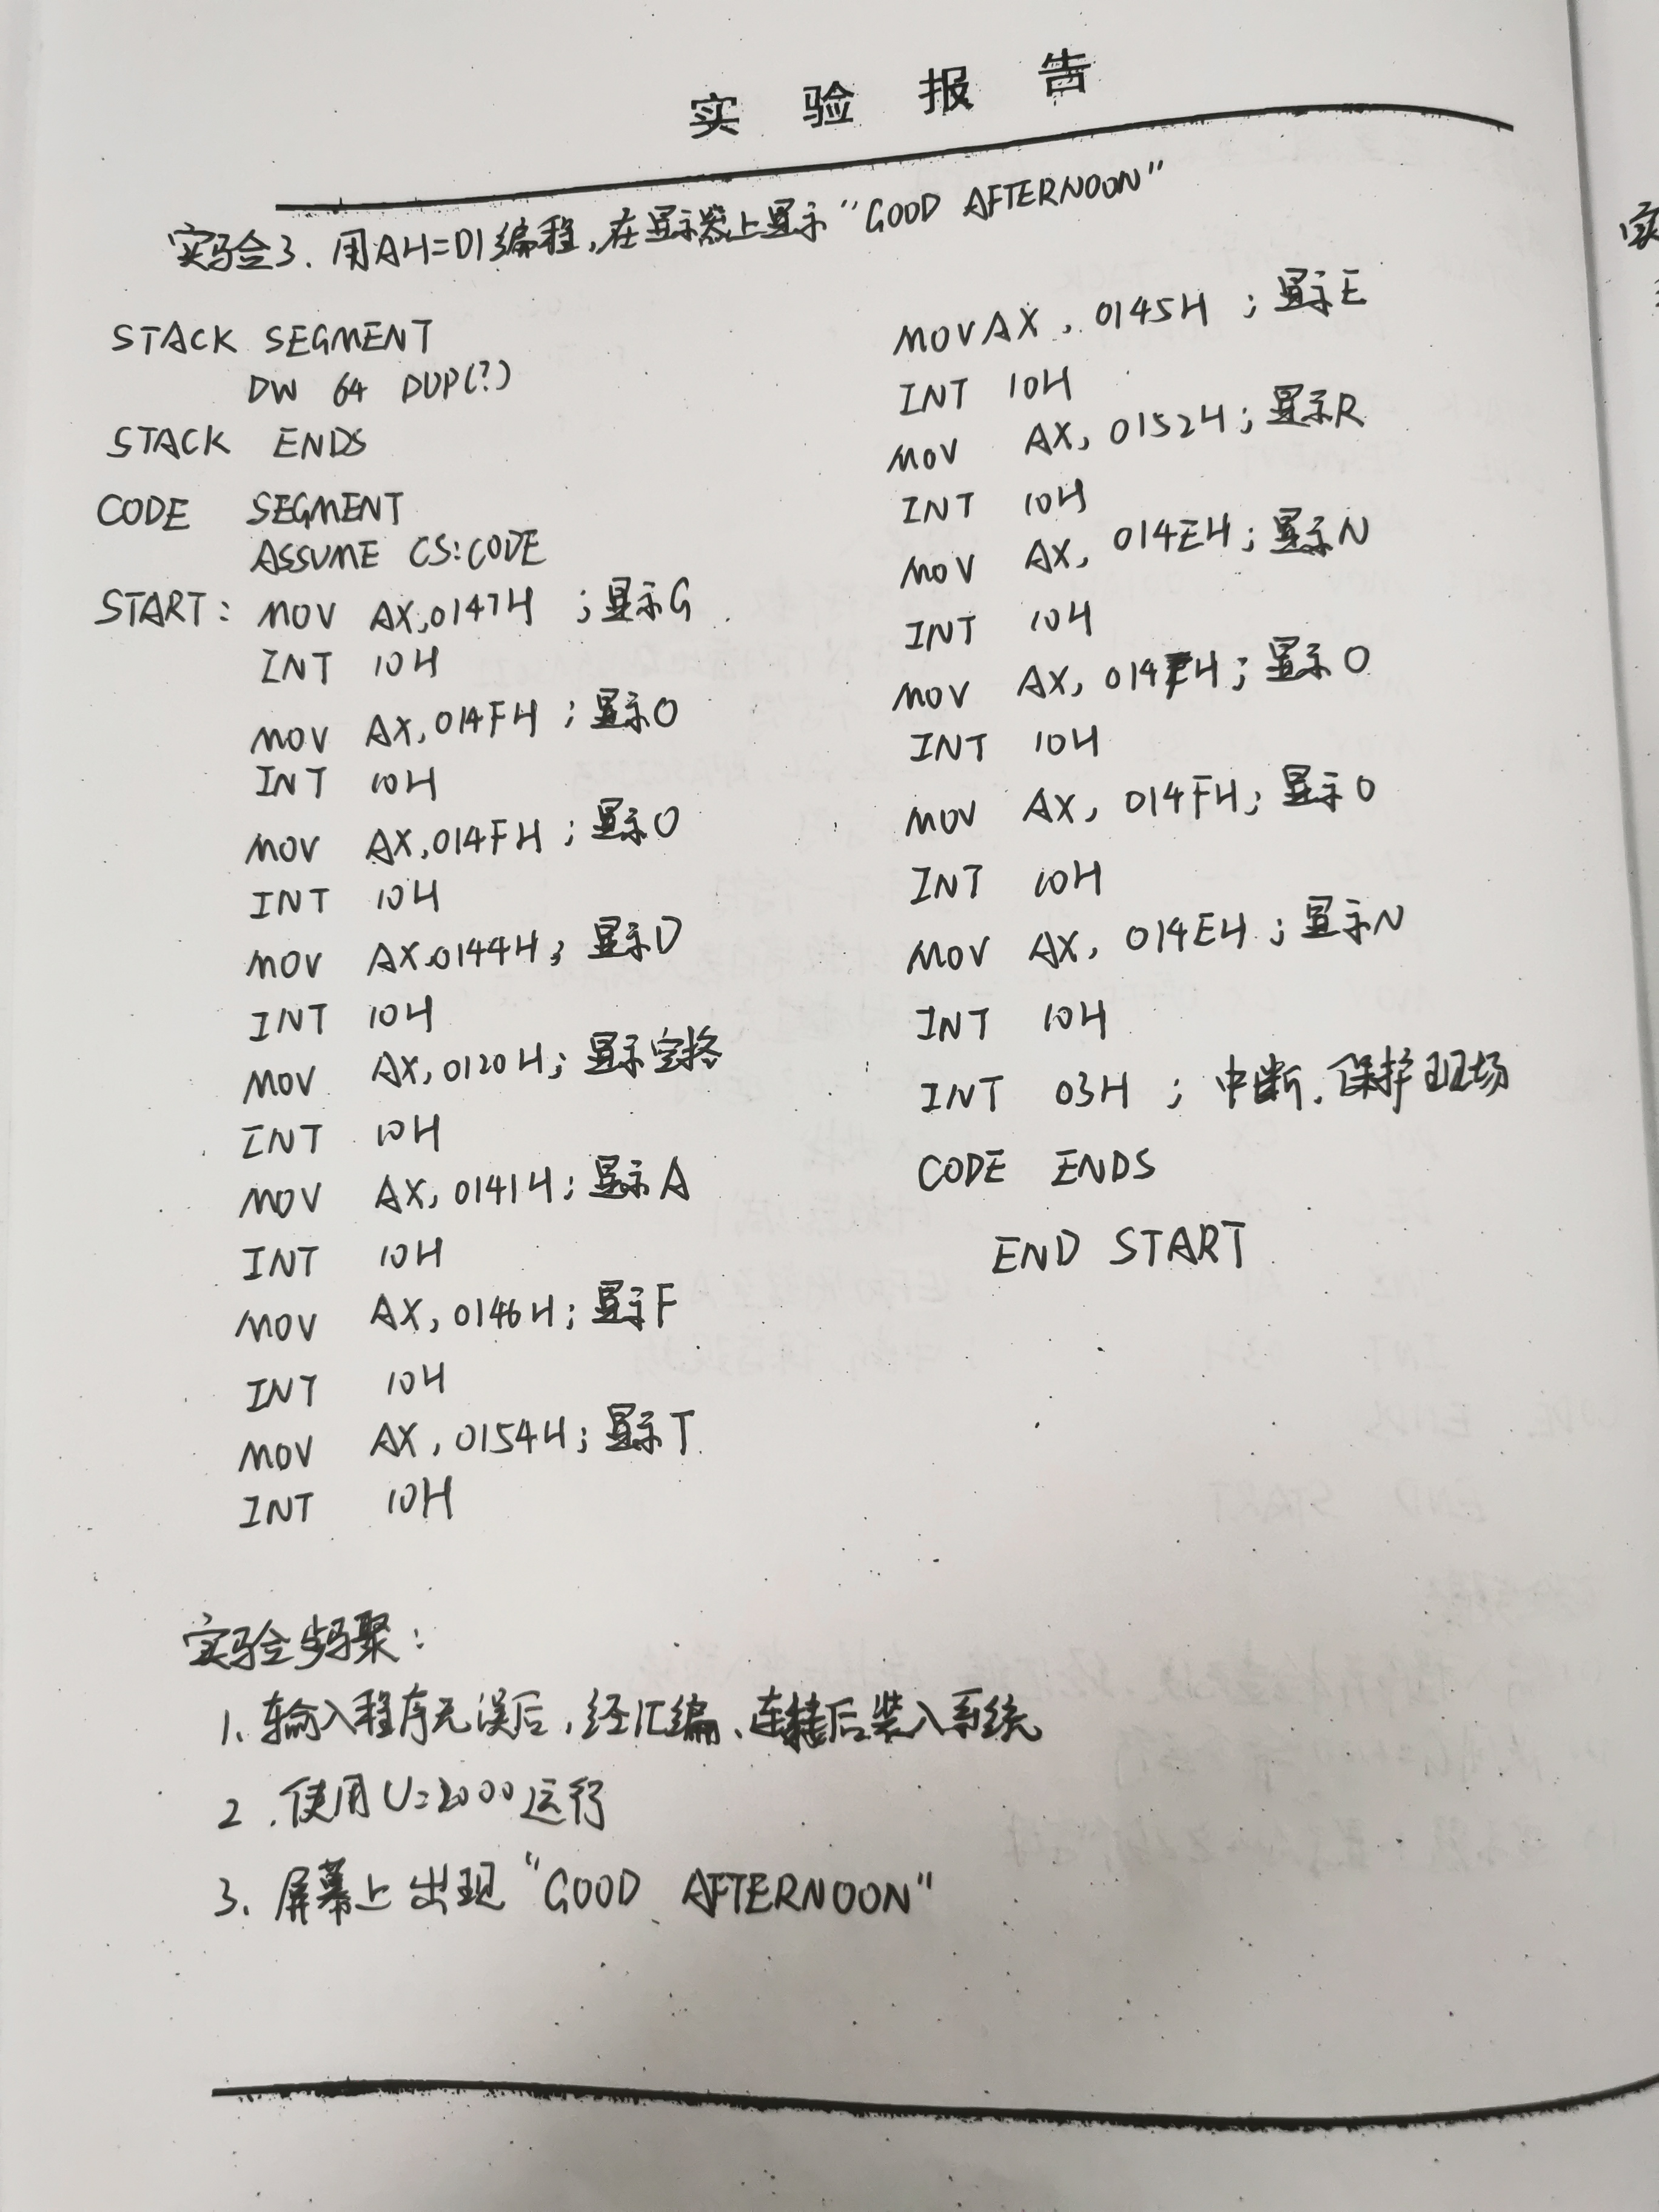 实验报告
实验3.用AH=01编程,在显示器上显示“GOOD AFTERNOON”
STACK SEGMENT
DW 64 DUP(?)
STACK ENDS
CODE SEGMENT
ASSUME CS:CODE
START: MOV AX,0147H ;显示G
INT 10H
MOV AX,014FH ;显示O
INT 10H
MOV AX,014FH ;显示O
INT 10H
MOV AX,0144H;显示D
INT 10H
MOV AX,0120H;显示空格
INT 10H
MOV AX,0141H;显示A
INT 10H
MOV AX,0146H;显示F
INT 10H
MOV AX,0154H;显示T
INT 10H
MOV AX,0145H ;显示E
INT 10H
MOV AX,0152H;显示R
INT 10H
MOV AX,014EH;显示N
INT 10H
MOV AX,014FH;显示O
INT 10H
MOV AX,014FH;显示O
INT 10H
MOV AX,014EH;显示N
INT 10H
INT 03H ;中断,保护现场
CODE ENDS
END START
实验步骤:
1.输入程序无误后,经汇编、连接后装入系统
2.使用U=2000运行
3.屏幕上出现“GOOD AFTERNOON”